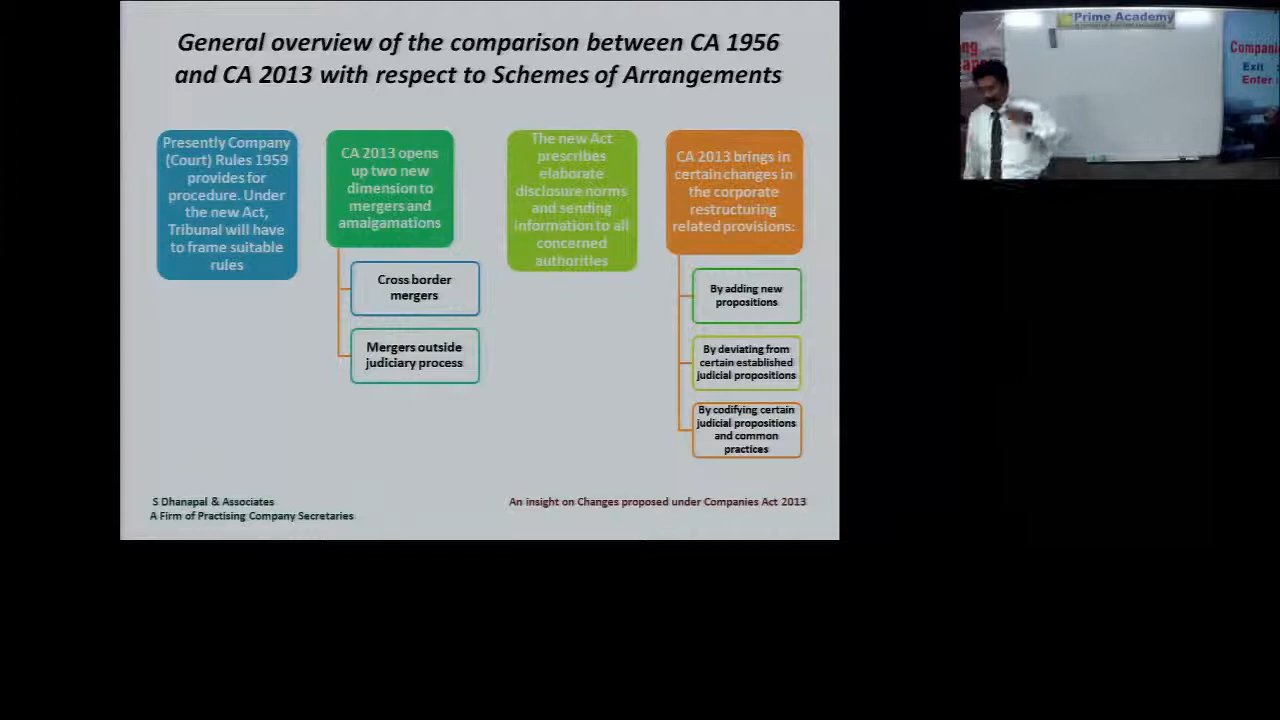 General overview of the comparison between CA 1956
and CA 2013 with respect to Schemes of Arrangements
Presently Company
(Court) Rules 1959
provides for
procedure. Under
the new Act,
Tribunal will have
to frame suitable
rules
CA 2013 opens
up two new
dimension to
mergers and
amalgamations
Cross border
mergers
Mergers outside
judiciary process
The new Act
prescribes
elaborate
disclosure norms
and sending
information to all
concerned
authorities
CA 2013 brings in
certain changes in
the corporate
restructuring
related provisions:
By adding new
propositions
By deviating from
certain established
judicial propositions
By codifying certain
judicial propositions
and common
practices
S Dhanapal & Associates
A Firm of Practising Company Secretaries
An insight on Changes proposed under Companies Act 2013
Prime Academy
Compani
Exit :
Enter :